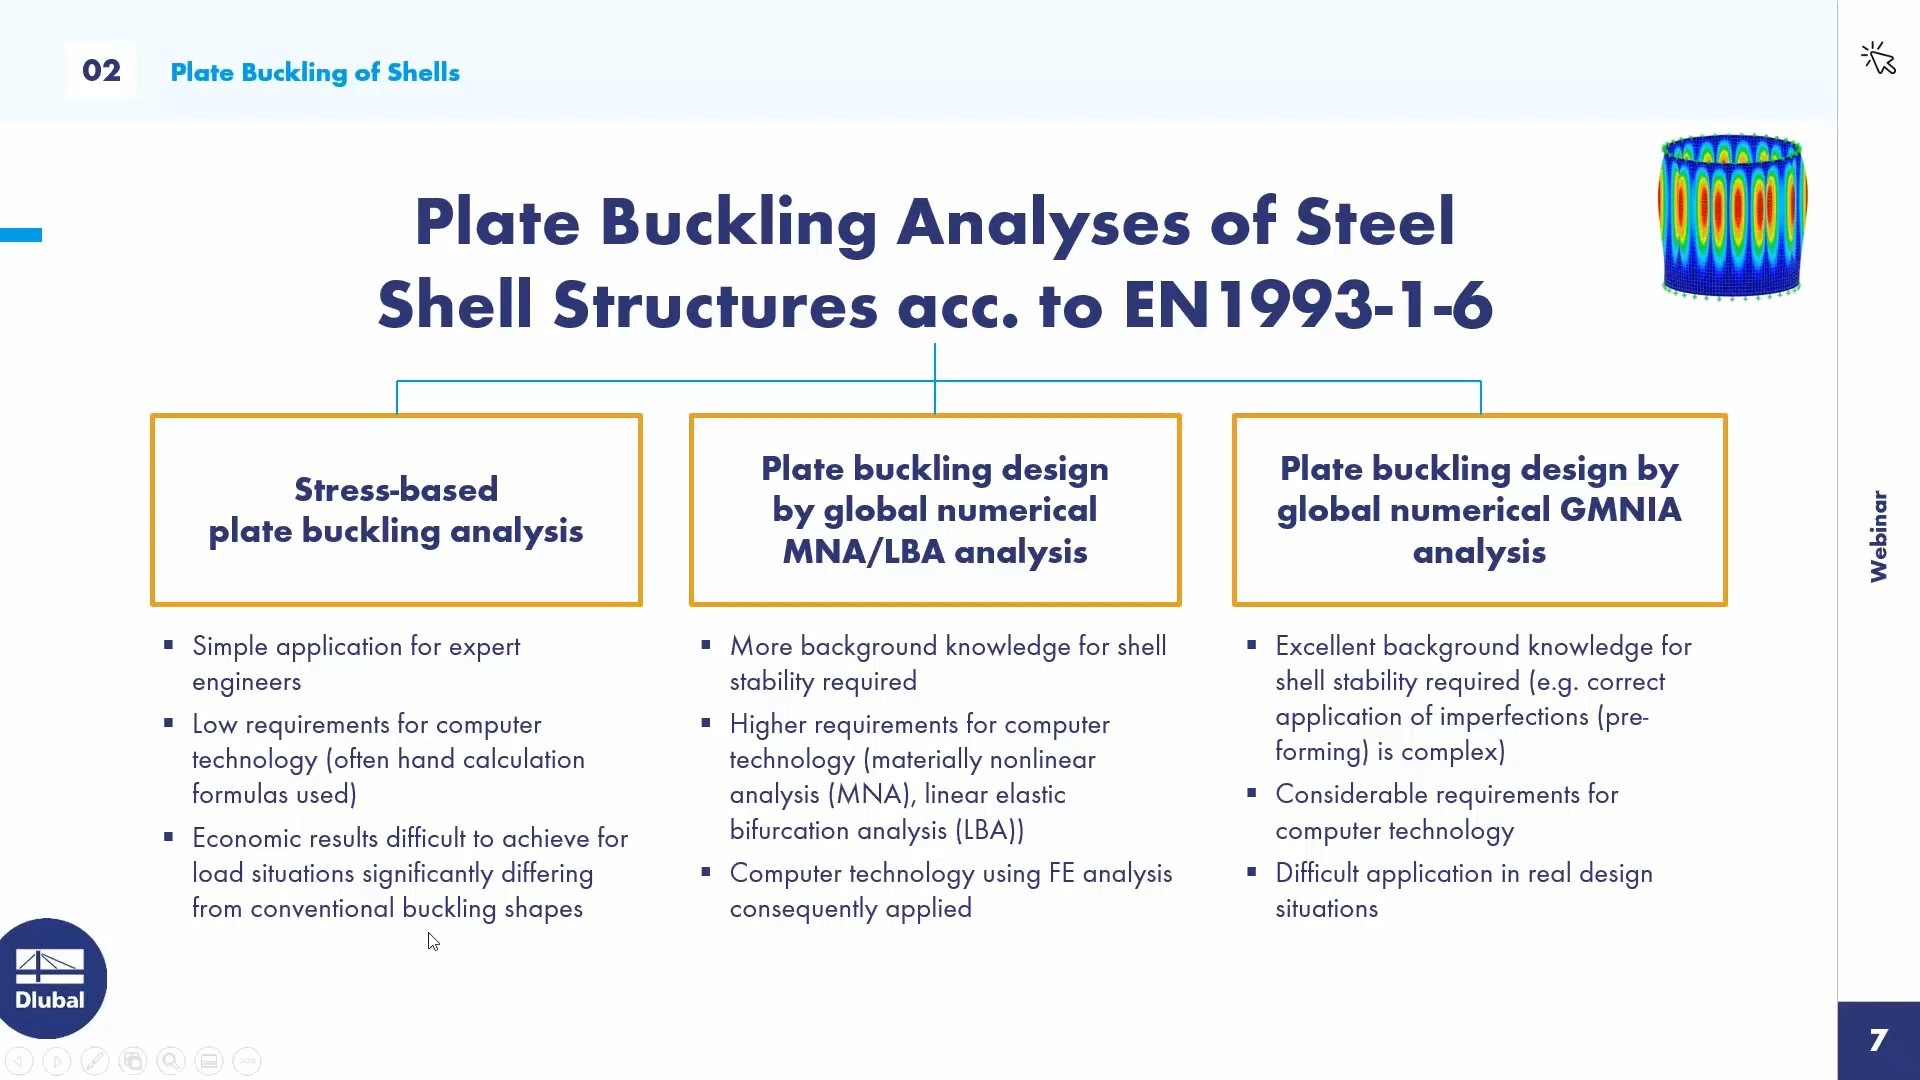 02
Plate Buckling of Shells
Plate Buckling Analyses of Steel
Shell Structures acc. to EN1993-1-6
Stress-based
plate buckling analysis
▪ Simple application for expert
engineers
▪ Low requirements for computer
technology (often hand calculation
formulas used)
▪ Economic results difficult to achieve for
load situations significantly differing
from conventional buckling shapes
Plate buckling design
by global numerical
MNA/LBA analysis
▪ More background knowledge for shell
stability required
▪ Higher requirements for computer
technology (materially nonlinear
analysis (MNA), linear elastic
bifurcation analysis (LBA))
▪ Computer technology using FE analysis
consequently applied
Plate buckling design by
global numerical GMNIA
analysis
▪ Excellent background knowledge for
shell stability required (e.g. correct
application of imperfections (pre-
forming) is complex)
▪ Considerable requirements for
computer technology
▪ Difficult application in real design
situations
Webinar
Dlubal
7